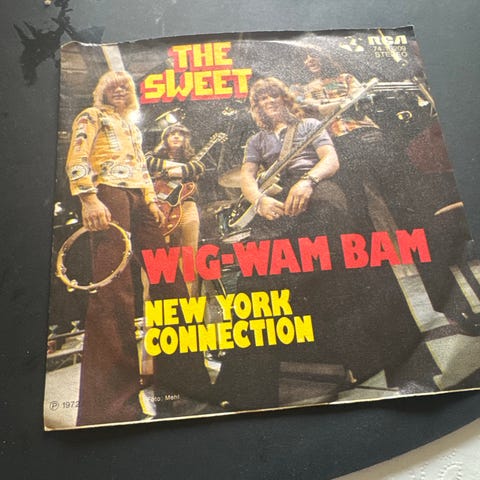 THE
SWEET
RCA
STEREO
WIG-WAM BAM
NEW YORK
CONNECTION
Ⓟ 1972
Foto: Mehl